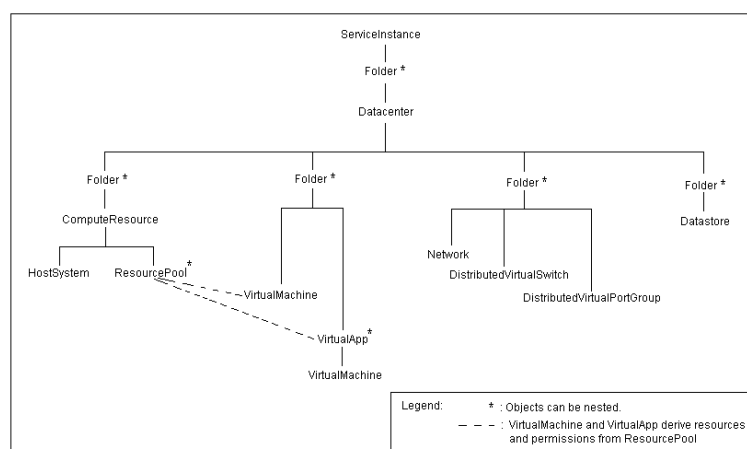 ServiceInstance
Folder *
Datacenter
Folder *
Folder *
Folder *
Folder *
ComputeResource
Datastore
HostSystem
ResourcePool *
Network
DistributedVirtualSwitch
VirtualMachine
DistributedVirtualPortGroup
VirtualApp *
VirtualMachine
Legend:
* : Objects can be nested.
– – – : VirtualMachine and VirtualApp derive resources
and permissions from ResourcePool